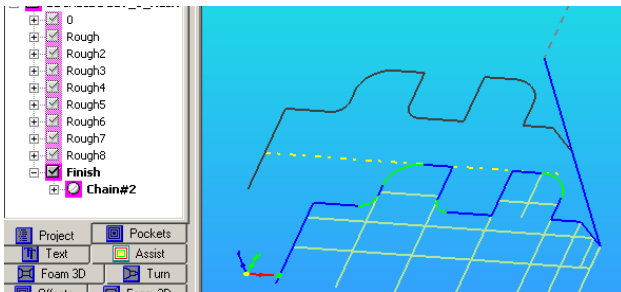 0
Rough
Rough2
Rough3
Rough4
Rough5
Rough6
Rough7
Rough8
Finish
Chain#2
Project Pockets
Text Assist
Foam 3D Turn